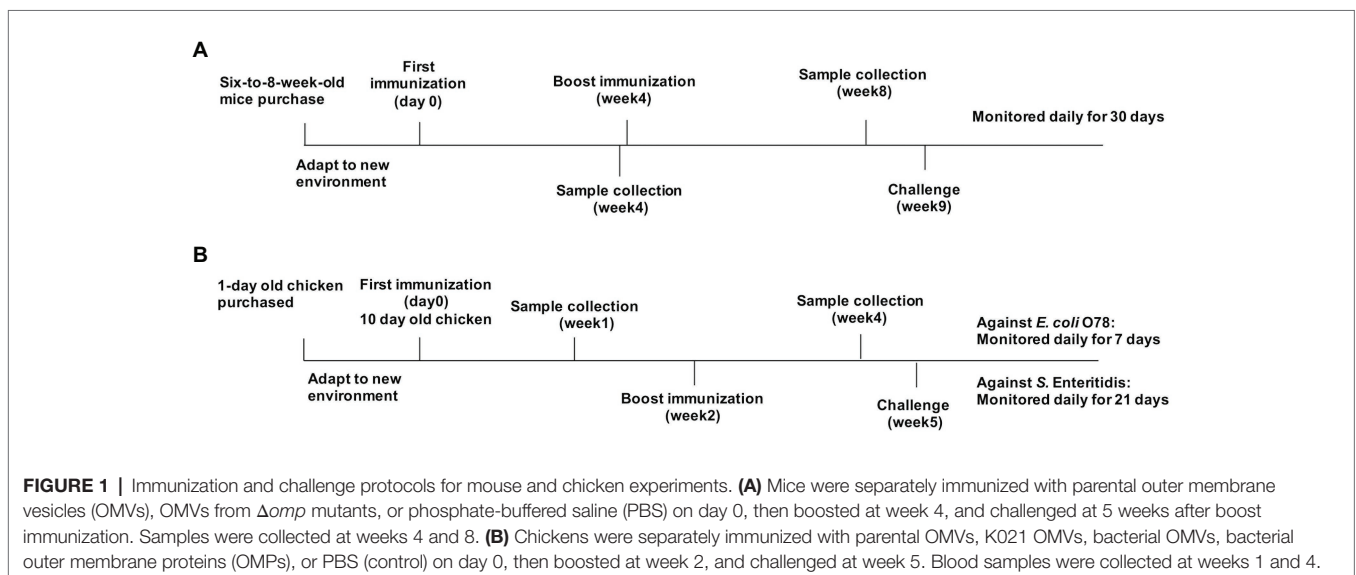 A
Six-to-8-week-old
mice purchase
First
immunization
(day 0)
Boost immunization
(week4)
Sample collection
(week8)
Monitored daily for 30 days
Adapt to new
environment
Sample collection
(week4)
Challenge
(week9)
B
1-day old chicken
purchased
First immunization
(day0)
10 day old chicken
Sample collection
(week1)
Sample collection
(week4)
Against E. coli O78:
Monitored daily for 7 days
Adapt to new
environment
Boost immunization
(week2)
Challenge
(week5)
Against S. Enteritidis:
Monitored daily for 21 days
FIGURE 1 | Immunization and challenge protocols for mouse and chicken experiments. (A) Mice were separately immunized with parental outer membrane
vesicles (OMVs), OMVs from Δomp mutants, or phosphate-buffered saline (PBS) on day 0, then boosted at week 4, and challenged at 5 weeks after boost
immunization. Samples were collected at weeks 4 and 8. (B) Chickens were separately immunized with parental OMVs, K021 OMVs, bacterial OMVs, bacterial
outer membrane proteins (OMPs), or PBS (control) on day 0, then boosted at week 2, and challenged at week 5. Blood samples were collected at weeks 1 and 4.